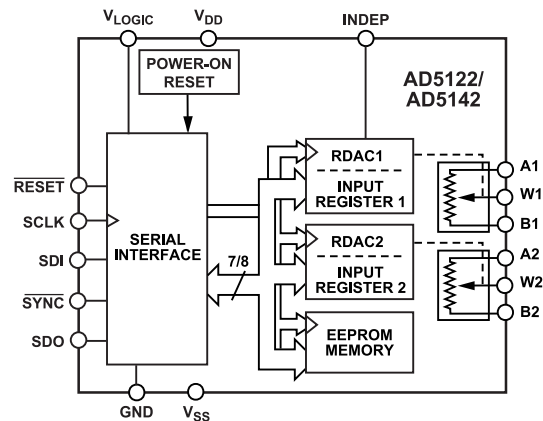 VLOGIC
VDD
INDEP
POWER-ON
RESET
AD5122/
AD5142
RDAC1
INPUT
REGISTER 1
A1
W1
B1
RESET
SCLK
SDI
SYNC
SDO
SERIAL
INTERFACE
7/8
RDAC2
INPUT
REGISTER 2
A2
W2
B2
EEPROM
MEMORY
GND
VSS